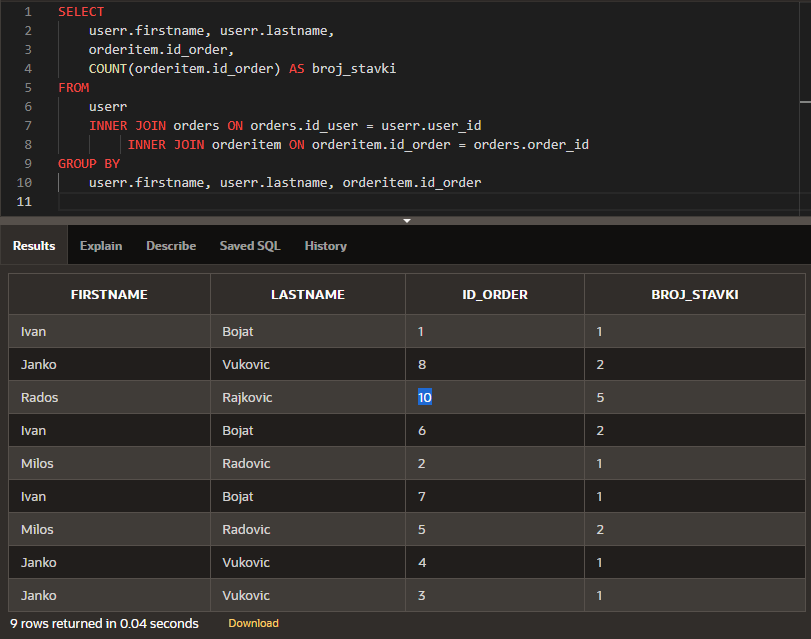 1 SELECT
2 userr.firstname, userr.lastname,
3 orderitem.id_order,
4 COUNT(orderitem.id_order) AS broj_stavki
5 FROM
6 userr
7 INNER JOIN orders ON orders.id_user = userr.user_id
8 INNER JOIN orderitem ON orderitem.id_order = orders.order_id
9 GROUP BY
10 userr.firstname, userr.lastname, orderitem.id_order
11
Results Explain Describe Saved SQL History
FIRSTNAME LASTNAME ID_ORDER BROJ_STAVKI
Ivan Bojat 1 1
Janko Vukovic 8 2
Rados Rajkovic 10 5
Ivan Bojat 6 2
Milos Radovic 2 1
Ivan Bojat 7 1
Milos Radovic 5 2
Janko Vukovic 4 1
Janko Vukovic 3 1
9 rows returned in 0.04 seconds Download